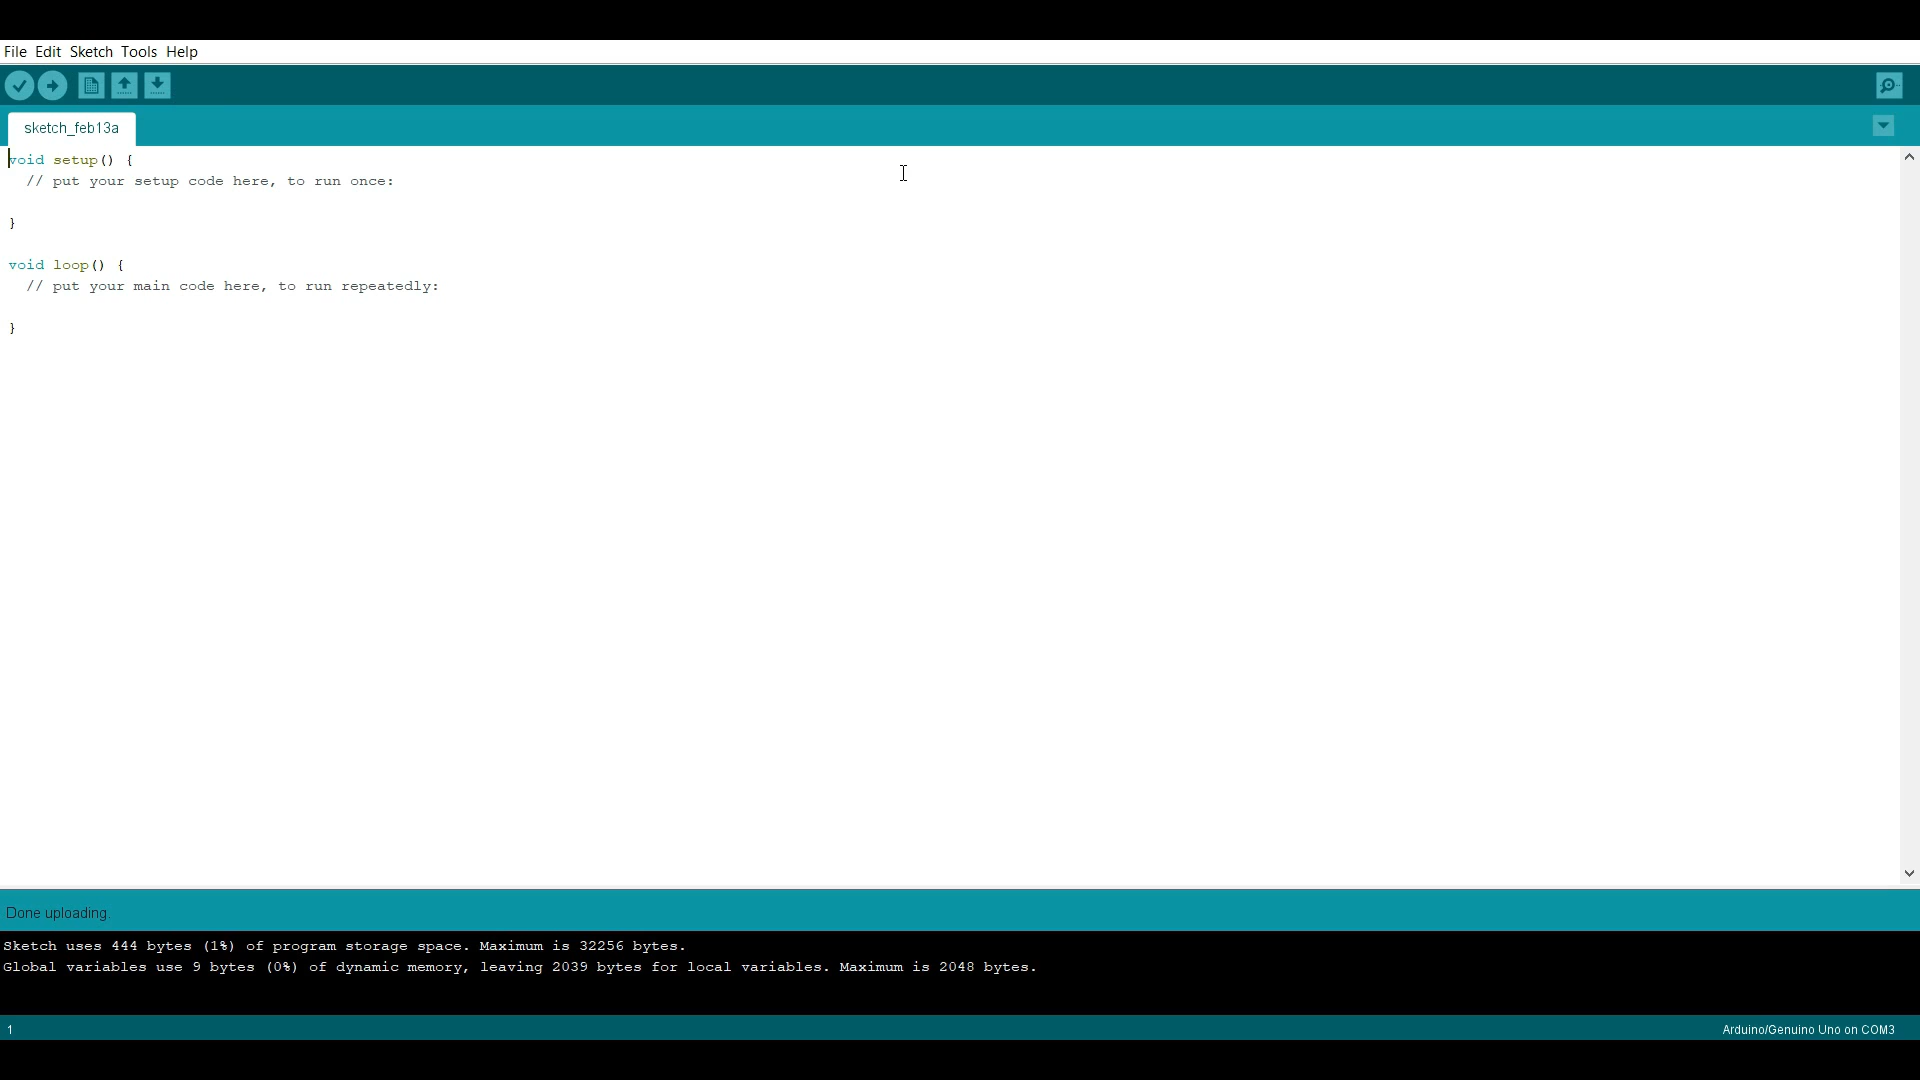 File Edit Sketch Tools Help
sketch_feb13a
void setup() {
  // put your setup code here, to run once:
}
void loop() {
  // put your main code here, to run repeatedly:
}
Done uploading.
Sketch uses 444 bytes (1%) of program storage space. Maximum is 32256 bytes.
Global variables use 9 bytes (0%) of dynamic memory, leaving 2039 bytes for local variables. Maximum is 2048 bytes.
1 Arduino/Genuino Uno on COM3